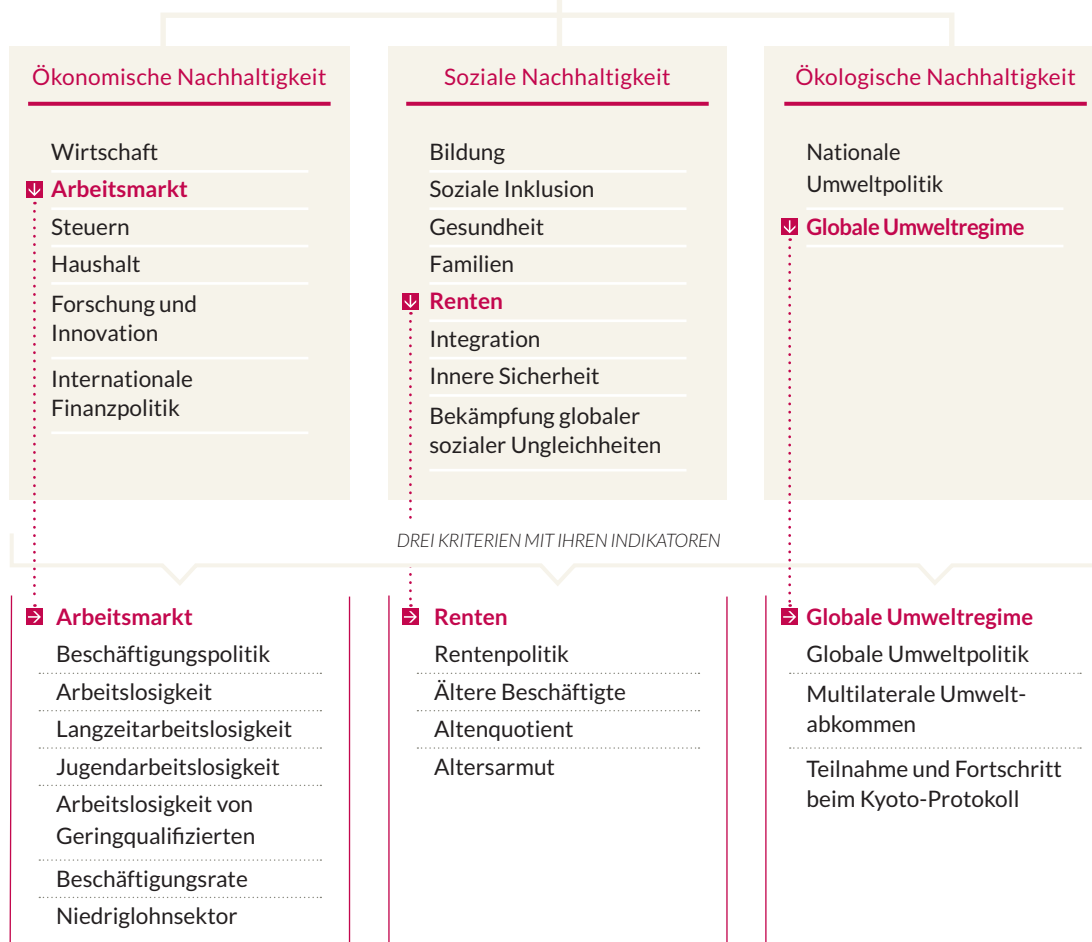 Ökonomische Nachhaltigkeit
Wirtschaft
Arbeitsmarkt
Steuern
Haushalt
Forschung und
Innovation
Internationale
Finanzpolitik
Soziale Nachhaltigkeit
Bildung
Soziale Inklusion
Gesundheit
Familien
Renten
Integration
Innere Sicherheit
Bekämpfung globaler
sozialer Ungleichheiten
Ökologische Nachhaltigkeit
Nationale
Umweltpolitik
Globale Umweltregime
DREI KRITERIEN MIT IHREN INDIKATOREN
Arbeitsmarkt
Beschäftigungspolitik
Arbeitslosigkeit
Langzeitarbeitslosigkeit
Jugendarbeitslosigkeit
Arbeitslosigkeit von
Geringqualifizierten
Beschäftigungsrate
Niedriglohnsektor
Renten
Rentenpolitik
Ältere Beschäftigte
Altenquotient
Altersarmut
Globale Umweltregime
Globale Umweltpolitik
Multilaterale Umwelt-
abkommen
Teilnahme und Fortschritt
beim Kyoto-Protokoll